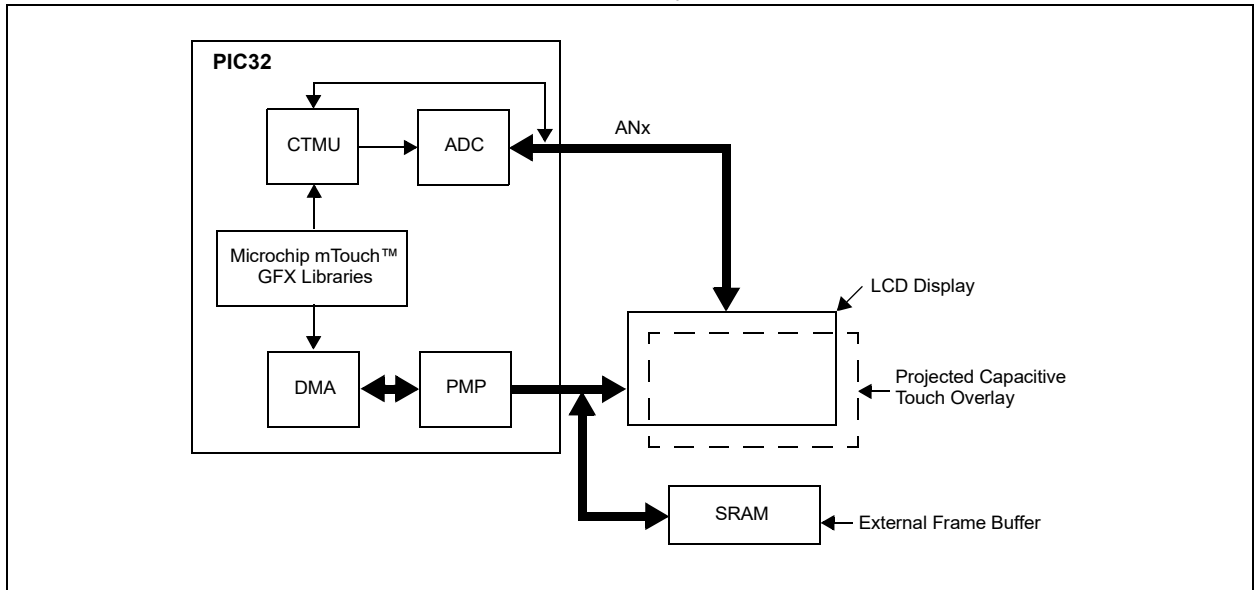 PIC32
CTMU
ADC
ANx
Microchip mTouch™
GFX Libraries
LCD Display
DMA
PMP
Projected Capacitive
Touch Overlay
SRAM
External Frame Buffer